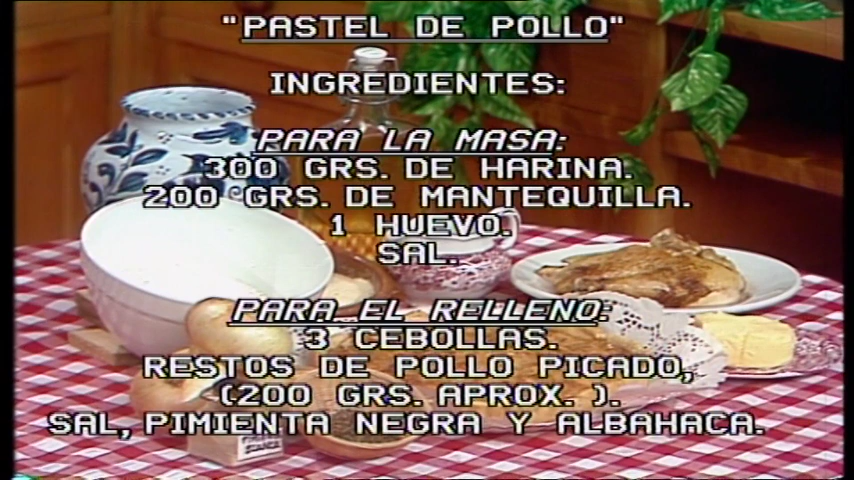 "PASTEL DE POLLO"
INGREDIENTES:
PARA LA MASA:
300 GRS. DE HARINA.
200 GRS. DE MANTEQUILLA.
1 HUEVO.
SAL.
PARA EL RELLENO:
3 CEBOLLAS.
RESTOS DE POLLO PICADO,
(200 GRS. APROX. ).
SAL, PIMIENTA NEGRA Y ALBAHACA.